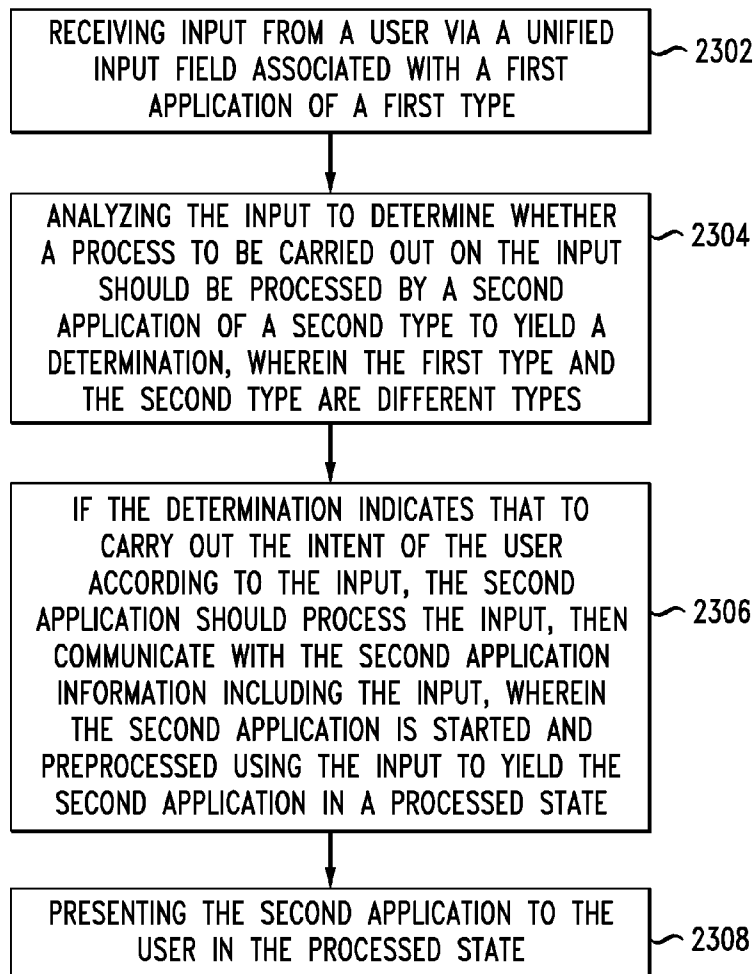 RECEIVING INPUT FROM A USER VIA A UNIFIED
INPUT FIELD ASSOCIATED WITH A FIRST
APPLICATION OF A FIRST TYPE
2302
ANALYZING THE INPUT TO DETERMINE WHETHER
A PROCESS TO BE CARRIED OUT ON THE INPUT
SHOULD BE PROCESSED BY A SECOND
APPLICATION OF A SECOND TYPE TO YIELD A
DETERMINATION, WHEREIN THE FIRST TYPE AND
THE SECOND TYPE ARE DIFFERENT TYPES
2304
IF THE DETERMINATION INDICATES THAT TO
CARRY OUT THE INTENT OF THE USER
ACCORDING TO THE INPUT, THE SECOND
APPLICATION SHOULD PROCESS THE INPUT, THEN
COMMUNICATE WITH THE SECOND APPLICATION
INFORMATION INCLUDING THE INPUT, WHEREIN
THE SECOND APPLICATION IS STARTED AND
PREPROCESSED USING THE INPUT TO YIELD THE
SECOND APPLICATION IN A PROCESSED STATE
2306
PRESENTING THE SECOND APPLICATION TO THE
USER IN THE PROCESSED STATE
2308